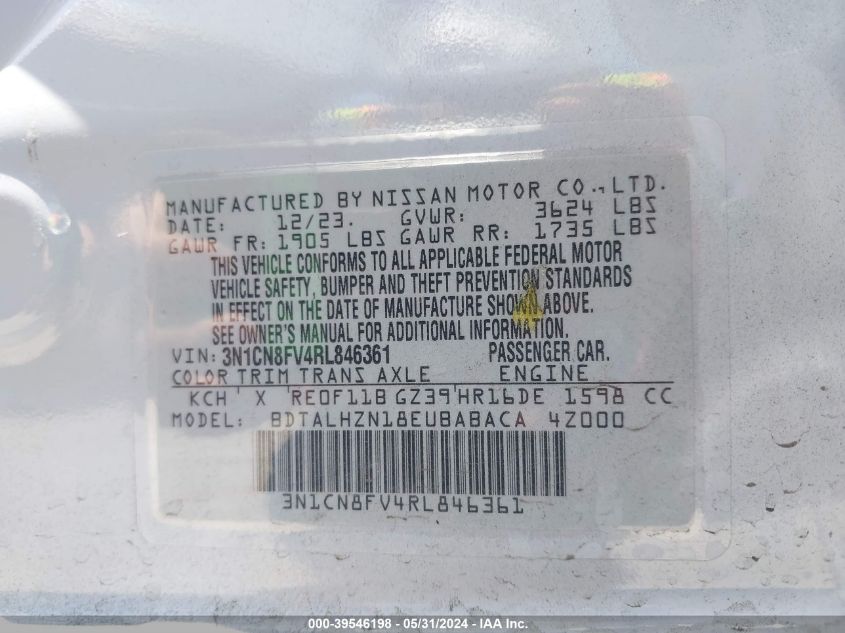 MANUFACTURED BY NISSAN MOTOR CO., LTD.
DATE: 12/23. GVWR: 3624 LBS
GAWR FR: 1905 LBS GAWR RR: 1735 LBS
THIS VEHICLE CONFORMS TO ALL APPLICABLE FEDERAL MOTOR
VEHICLE SAFETY, BUMPER AND THEFT PREVENTION STANDARDS
IN EFFECT ON THE DATE OF MANUFACTURE SHOWN ABOVE.
SEE OWNER'S MANUAL FOR ADDITIONAL INFORMATION.
VIN: 3N1CN8FV4RL846361 PASSENGER CAR.
COLOR TRIM TRANS AXLE ENGINE
KCH X RE0F11B GZ39 HR16DE 1598 CC
MODEL: BDTALHZN18EUBABACA 4Z000
3N1CN8FV4RL846361
000-39546198 - 05/31/2024 - IAA Inc.